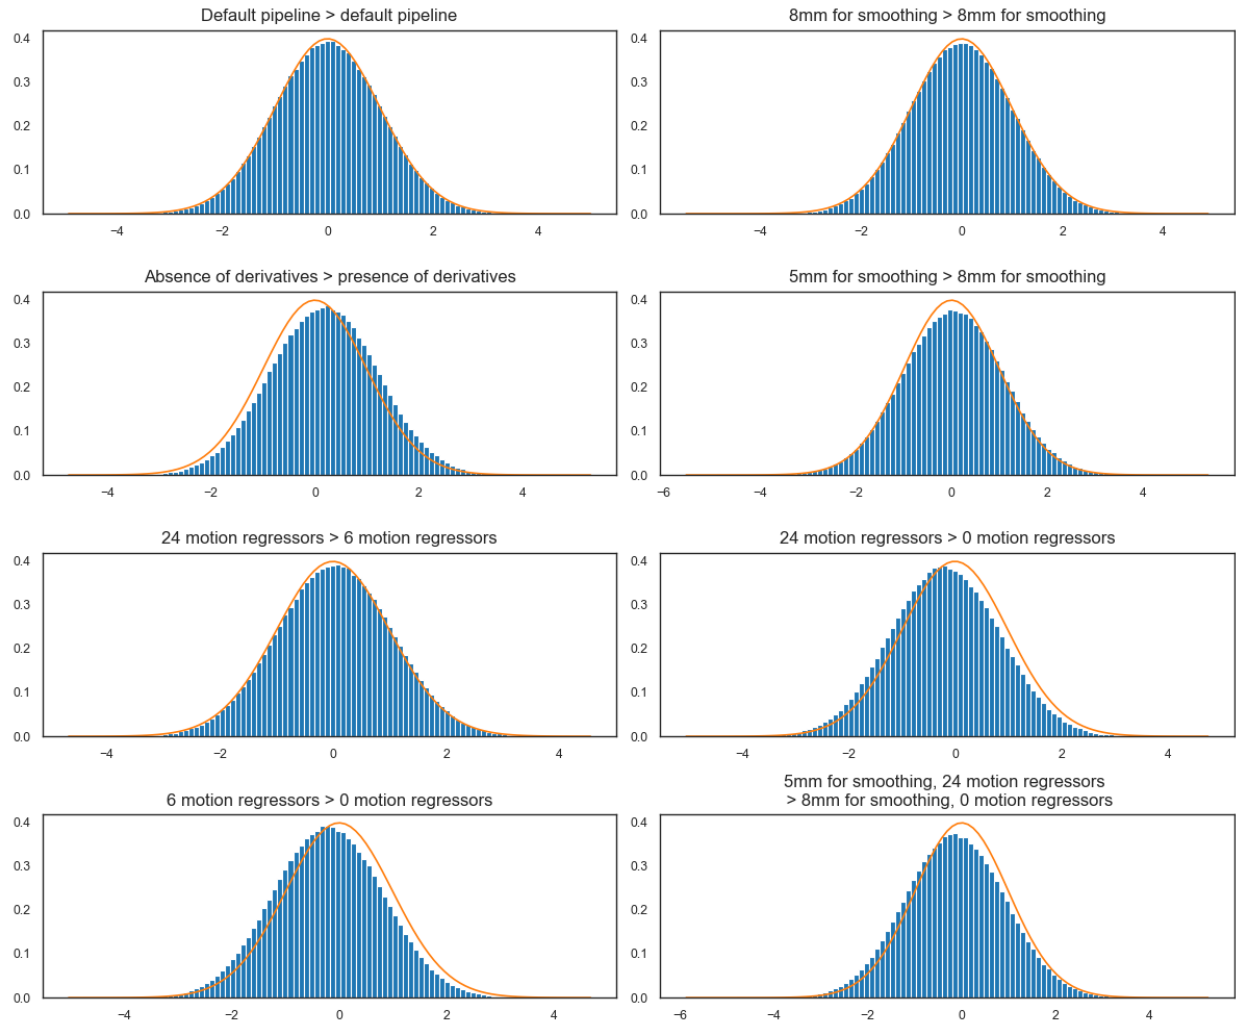 Default pipeline > default pipeline
0.4
0.3
0.2
0.1
0.0
−4 −2 0 2 4
8mm for smoothing > 8mm for smoothing
0.4
0.3
0.2
0.1
0.0
−4 −2 0 2 4
Absence of derivatives > presence of derivatives
0.4
0.3
0.2
0.1
0.0
−4 −2 0 2 4
5mm for smoothing > 8mm for smoothing
0.4
0.3
0.2
0.1
0.0
−6 −4 −2 0 2 4
24 motion regressors > 6 motion regressors
0.4
0.3
0.2
0.1
0.0
−4 −2 0 2 4
24 motion regressors > 0 motion regressors
0.4
0.3
0.2
0.1
0.0
−4 −2 0 2 4
6 motion regressors > 0 motion regressors
0.4
0.3
0.2
0.1
0.0
−4 −2 0 2 4
5mm for smoothing, 24 motion regressors
> 8mm for smoothing, 0 motion regressors
0.4
0.3
0.2
0.1
0.0
−6 −4 −2 0 2 4